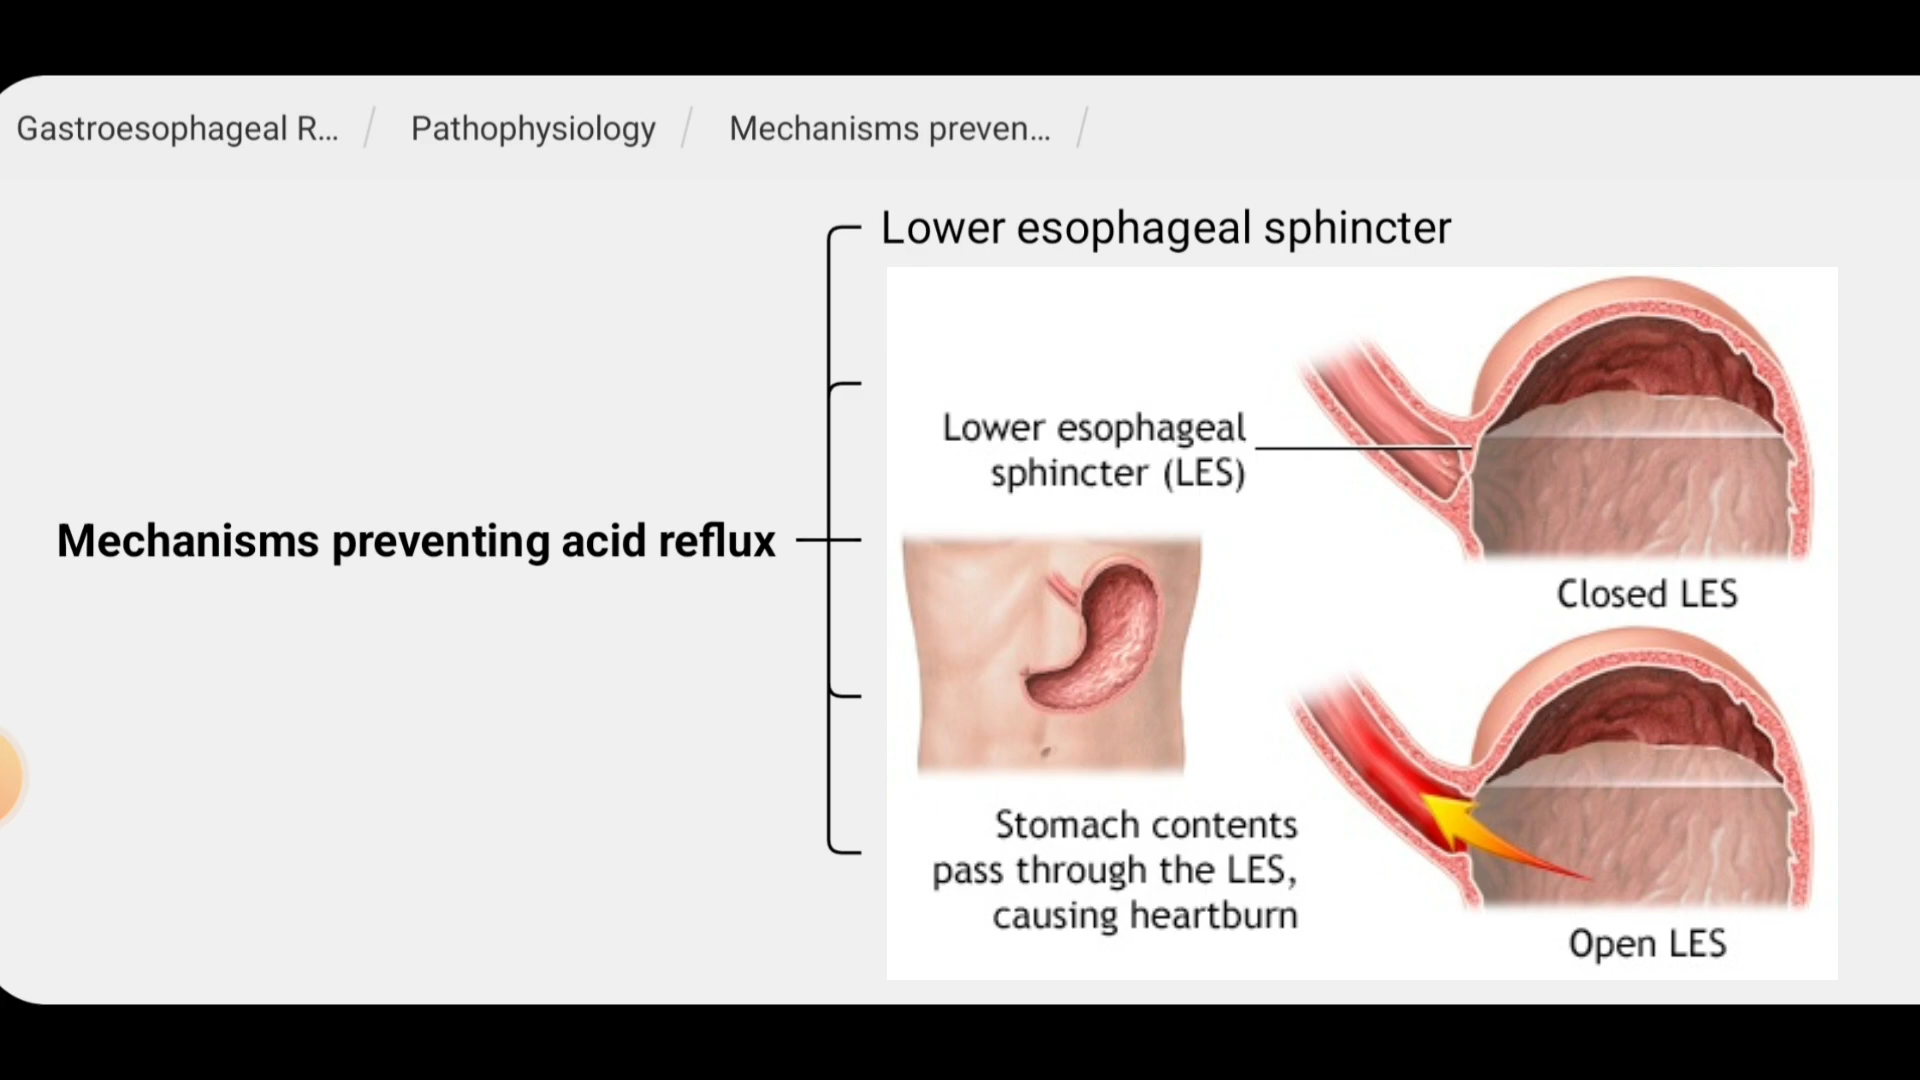 Gastroesophageal R... / Pathophysiology / Mechanisms preven... /
Lower esophageal sphincter
Mechanisms preventing acid reflux
Lower esophageal
sphincter (LES)
Closed LES
Stomach contents
pass through the LES,
causing heartburn
Open LES